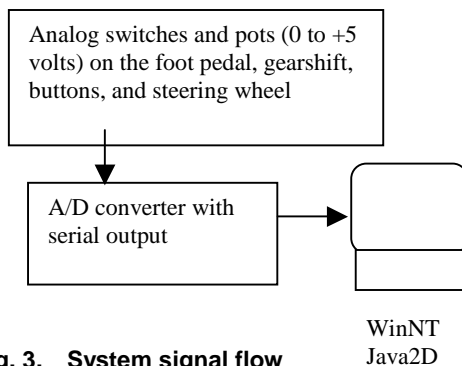 Analog switches and pots (0 to +5
volts) on the foot pedal, gearshift,
buttons, and steering wheel
A/D converter with
serial output
WinNT
Java2D
g. 3. System signal flow